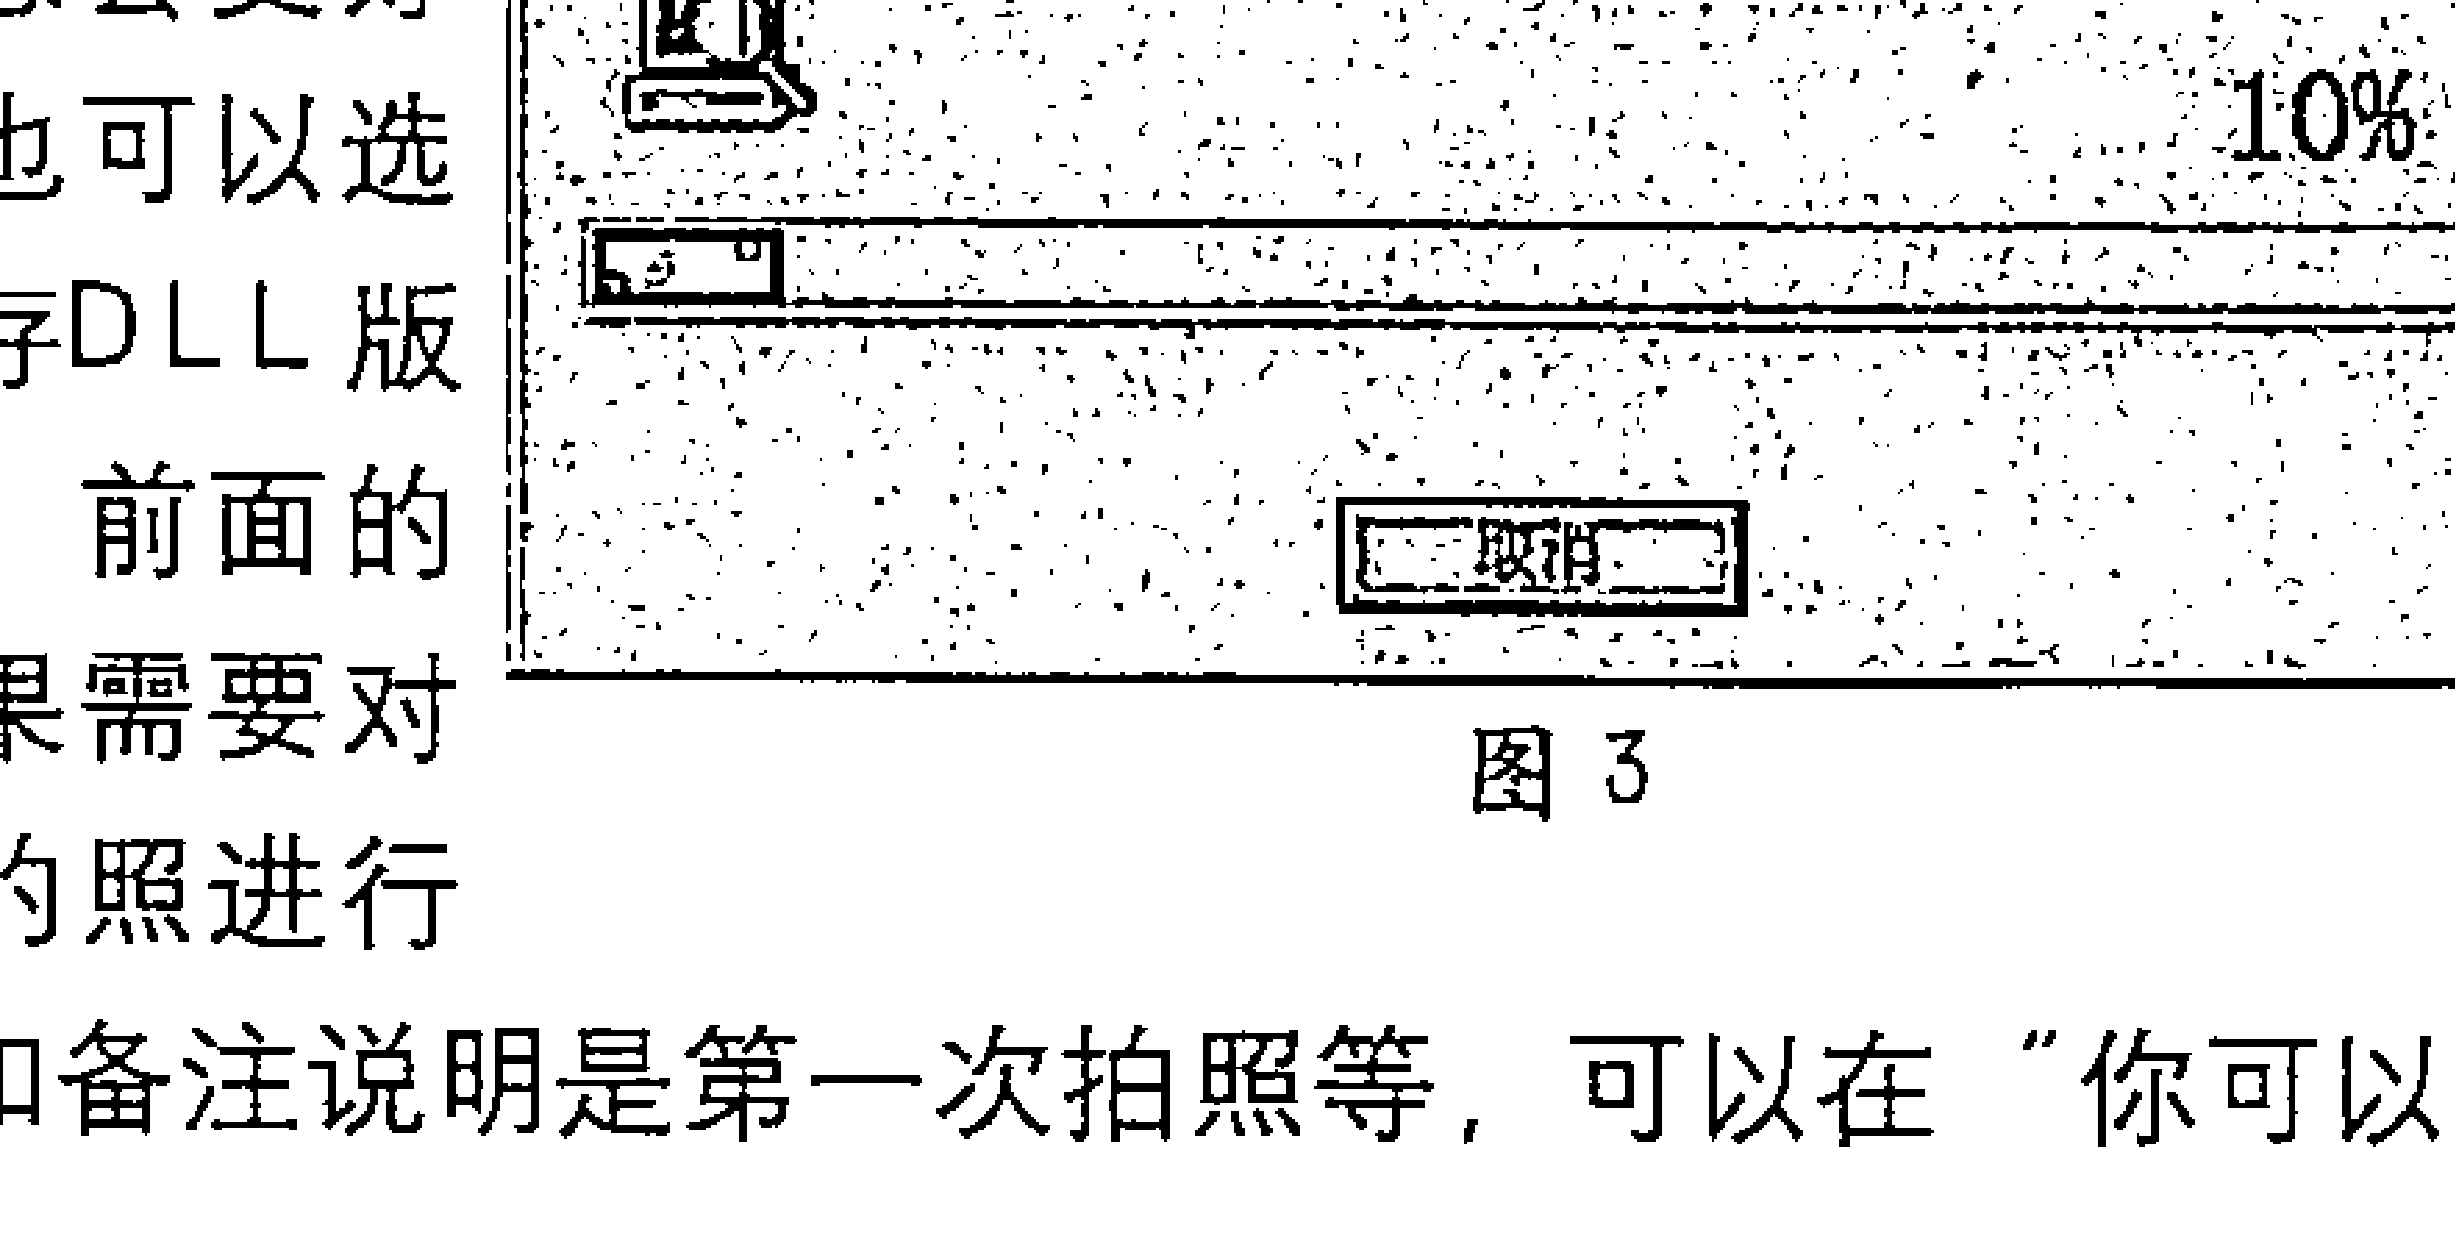 也可以选
存DLL 版
前面的
果需要对
的照进行
10%
取消
图 3
和备注说明是第一次拍照等, 可以在 "你可以